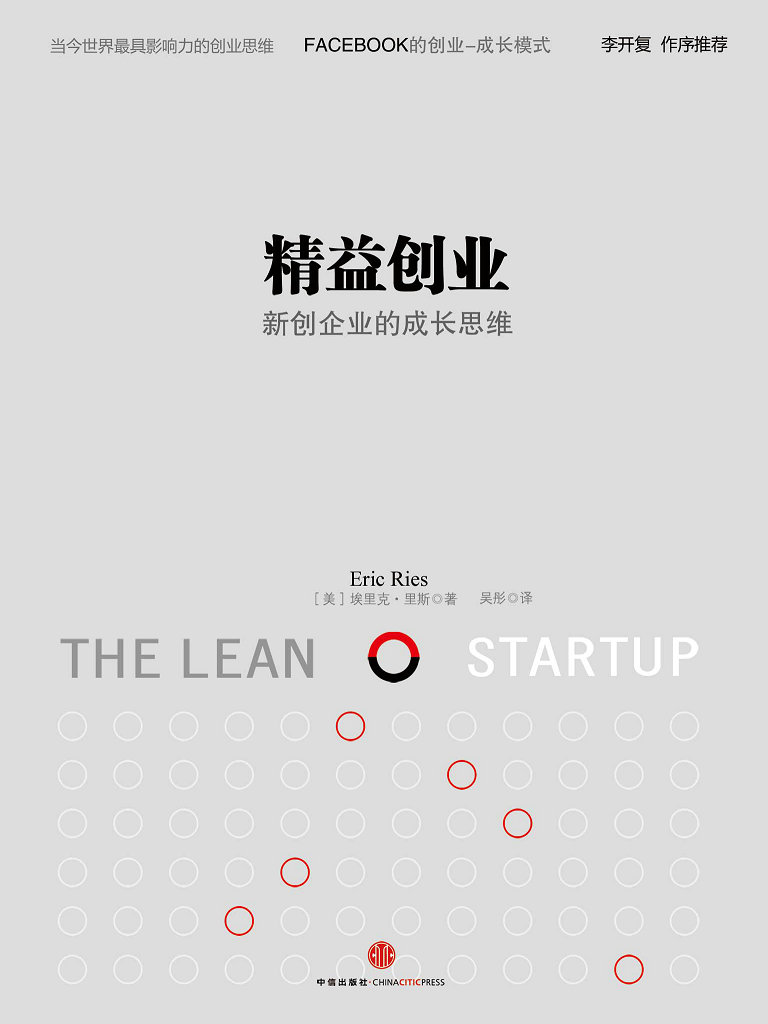 当今世界最具影响力的创业思维 FACEBOOK的创业-成长模式 李开复 作序推荐
精益创业
新创企业的成长思维
Eric Ries
[美]埃里克·里斯◎著 吴彤◎译
THE LEAN STARTUP
中信出版社·CHINACITICPRESS